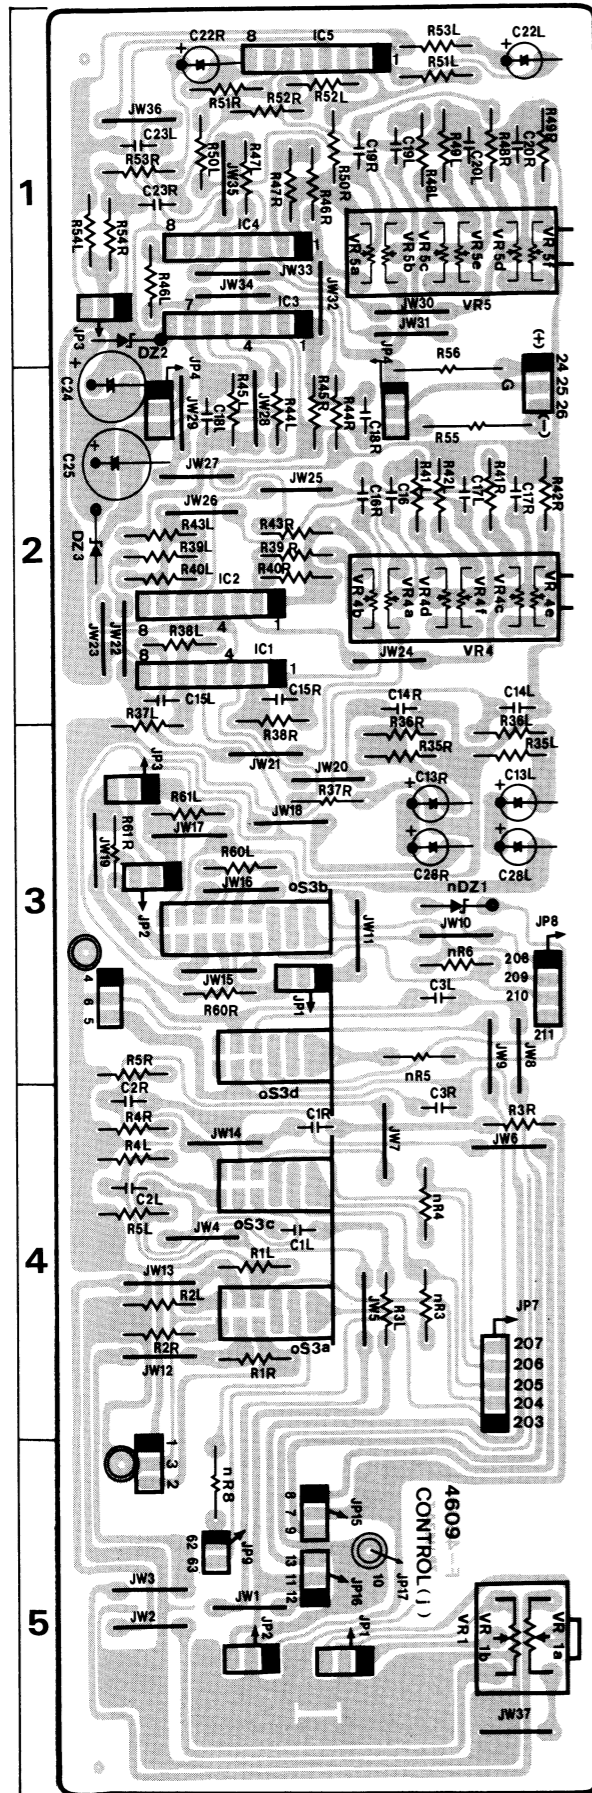 1
2
3
4
5
C22R
8
IC5
1
R53L
C22L
R51L
R51R
R52R
R52L
JW36
C23L
R53R
C23R
R50L
JW35
R47L
R47R
R46R
R50R
C19R
C19L
R48L
R49L
C20L
R48R
C20R
R49R
R54L
R54R
8
IC4
1
VR5a
VR5b
VR5c
VR5e
VR5d
VR5f
VR5
R46L
JW33
JW34
JW32
JW30
JW31
7
IC3
4
1
JP3
DZ2
C24
JP4
JP4
R56
(+)
24
25
26
G
(-)
R55
JW29
C18L
R45L
JW28
R44L
R45R
R44R
C18R
C25
JW27
JW26
JW25
C16R
C16
R41L
R42L
C17L
R41R
C17R
R42R
DZ3
R43L
R43R
R39L
R39R
R40L
R40R
IC2
8
4
1
VR4b
VR4a
VR4d
VR4f
VR4c
VR4e
VR4
JW23
JW22
R38L
IC1
8
4
1
JW24
C15L
C15R
C14R
C14L
R37L
R38R
R36R
R36L
R35R
R35L
JW21
JP3
JW20
R37R
C13R
C13L
R61L
JW17
JW18
JW19
R61R
R60L
JW16
C28R
C28L
JP2
oS3b
nDZ1
JW11
JW10
JP8
nR6
208
209
210
211
4
6
5
JW15
R60R
JP1
C3L
JW9
JW8
oS3d
nR5
R5R
C2R
R4R
R4L
JW14
C1R
C3R
R3R
JW7
JW6
C2L
R5L
oS3c
JW4
C1L
nR4
R1L
JW13
R2L
JW5
R3L
nR3
JP7
R2R
JW12
oS3a
R1R
207
206
205
204
203
1
3
2
nR8
8
7
9
JP15
4609
CONTROL(i)
62
63
JP9
13
11
12
JP16
10
JP17
JW3
JW2
JW1
JP2
JP1
VR1
VR1b
VR1a
JW37